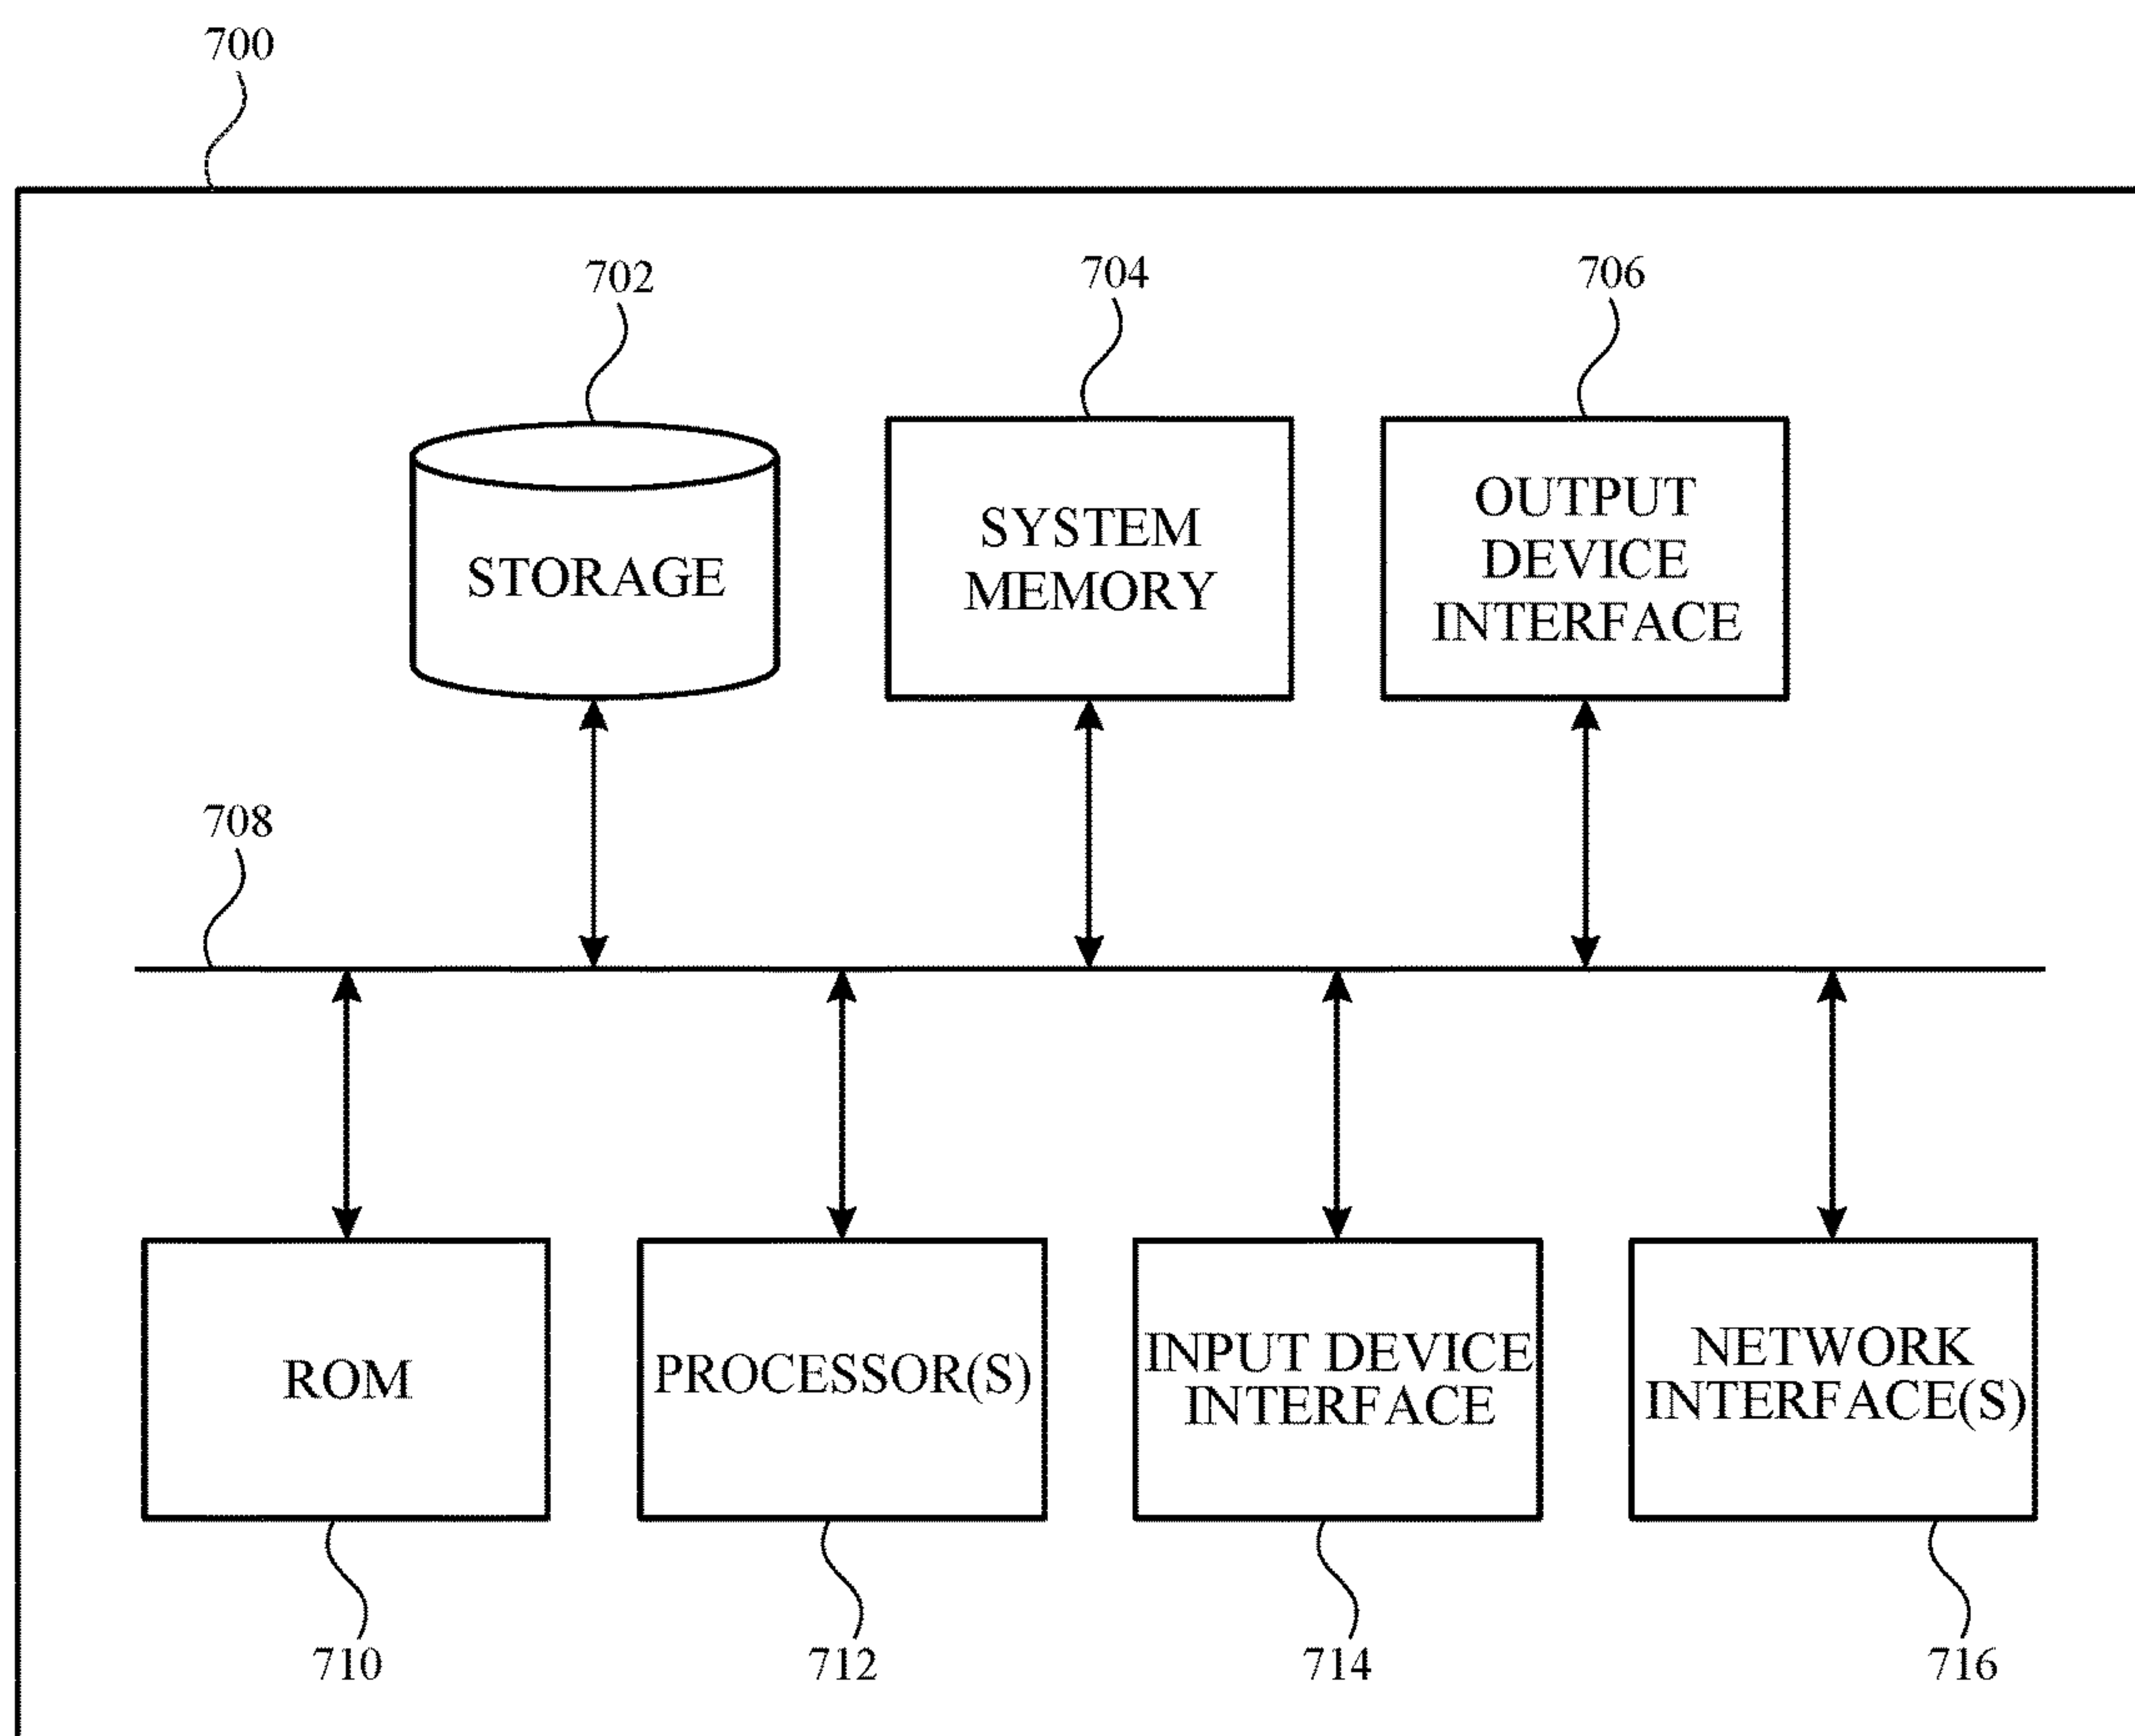 700
702
704
706
STORAGE
SYSTEM
MEMORY
OUTPUT
DEVICE
INTERFACE
708
ROM
PROCESSOR(S)
INPUT DEVICE
INTERFACE
NETWORK
INTERFACE(S)
710
712
714
716